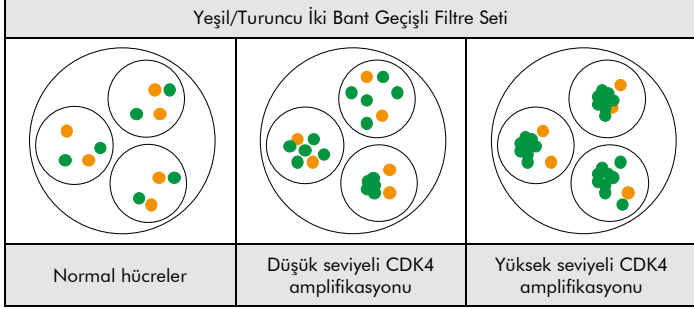 Yeşil/Turuncu İki Bant Geçişli Filtre Seti
Normal hücreler
Düşük seviyeli CDK4
amplifikasyonu
Yüksek seviyeli CDK4
amplifikasyonu